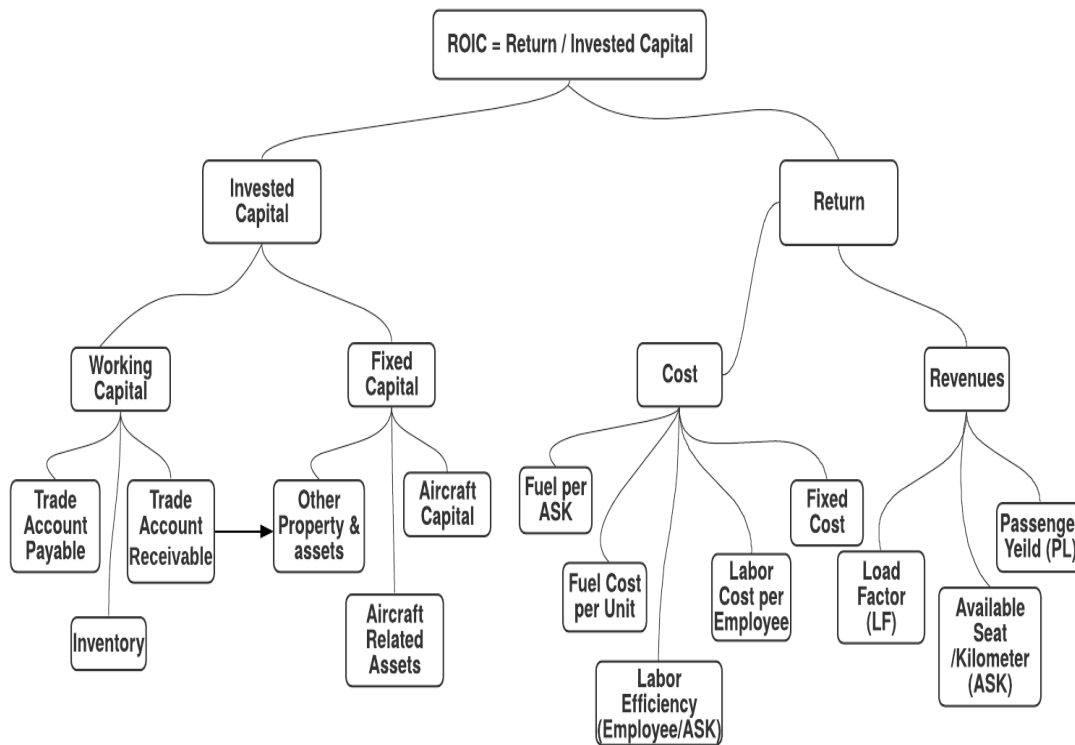 ROIC = Return / Invested Capital
Invested
Capital
Return
Working
Capital
Fixed
Capital
Cost
Revenues
Trade
Account
Payable
Trade
Account
Receivable
Other
Property &
assets
Aircraft
Capital
Fuel per
ASK
Fixed
Cost
Passenger
Yeild (PL)
Inventory
Aircraft
Related
Assets
Fuel Cost
per Unit
Labor
Cost per
Employee
Load
Factor
(LF)
Available
Seat
/Kilometer
(ASK)
Labor
Efficiency
(Employee/ASK)